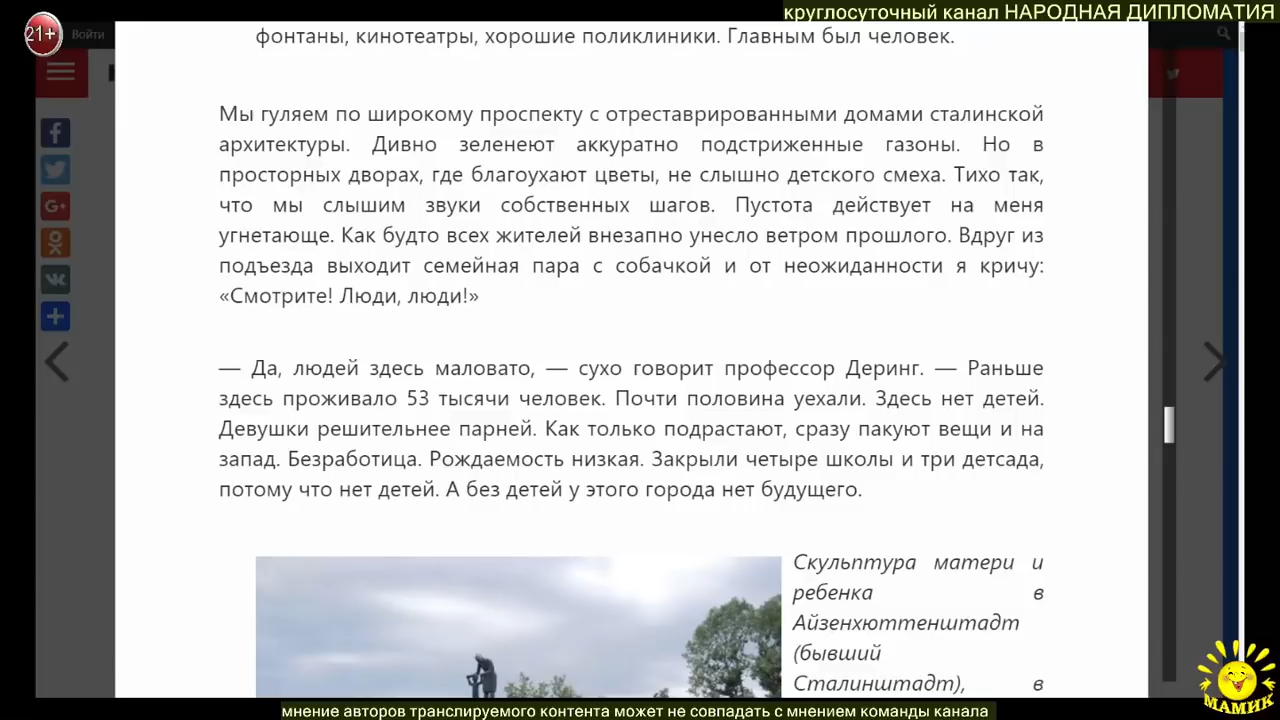 круглосуточный канал НАРОДНАЯ ДИПЛОМАТИЯ
21+
Войти
фонтаны, кинотеатры, хорошие поликлиники. Главным был человек.
Мы гуляем по широкому проспекту с отреставрированными домами сталинской
архитектуры. Дивно зеленеют аккуратно подстриженные газоны. Но в
просторных дворах, где благоухают цветы, не слышно детского смеха. Тихо так,
что мы слышим звуки собственных шагов. Пустота действует на меня
угнетающе. Как будто всех жителей внезапно унесло ветром прошлого. Вдруг из
подъезда выходит семейная пара с собачкой и от неожиданности я кричу:
«Смотрите! Люди, люди!»
— Да, людей здесь маловато, — сухо говорит профессор Деринг. — Раньше
здесь проживало 53 тысячи человек. Почти половина уехали. Здесь нет детей.
Девушки решительнее парней. Как только подрастают, сразу пакуют вещи и на
запад. Безработица. Рождаемость низкая. Закрыли четыре школы и три детсада,
потому что нет детей. А без детей у этого города нет будущего.
Скульптура матери и
ребенка в
Айзенхюттенштадт
(бывший
Сталинштадт), в
МАМИК
мнение авторов транслируемого контента может не совпадать с мнением команды канала